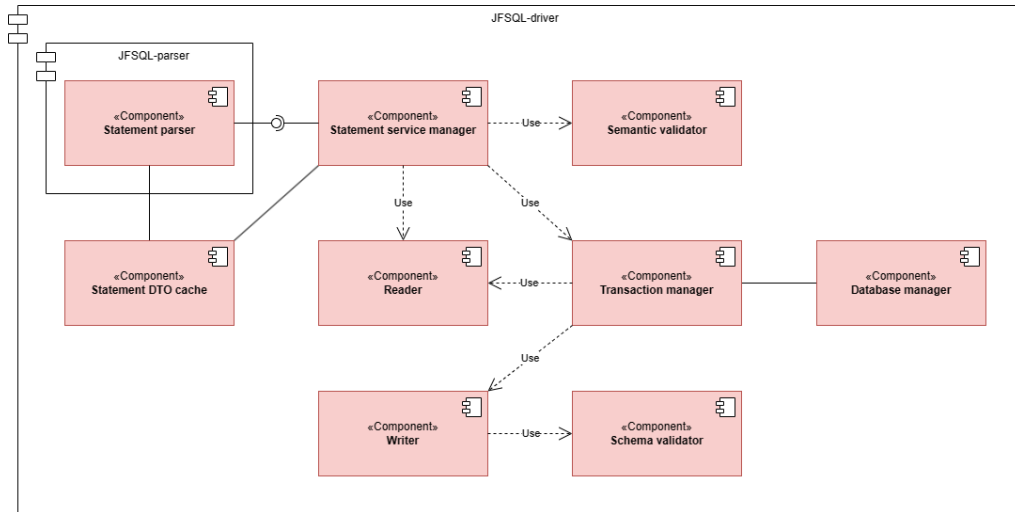 JFSQL-driver
JFSQL-parser
«Component»
Statement parser
«Component»
Statement service manager
Use
«Component»
Semantic validator
Use
Use
«Component»
Statement DTO cache
«Component»
Reader
Use
«Component»
Transaction manager
«Component»
Database manager
Use
«Component»
Writer
Use
«Component»
Schema validator